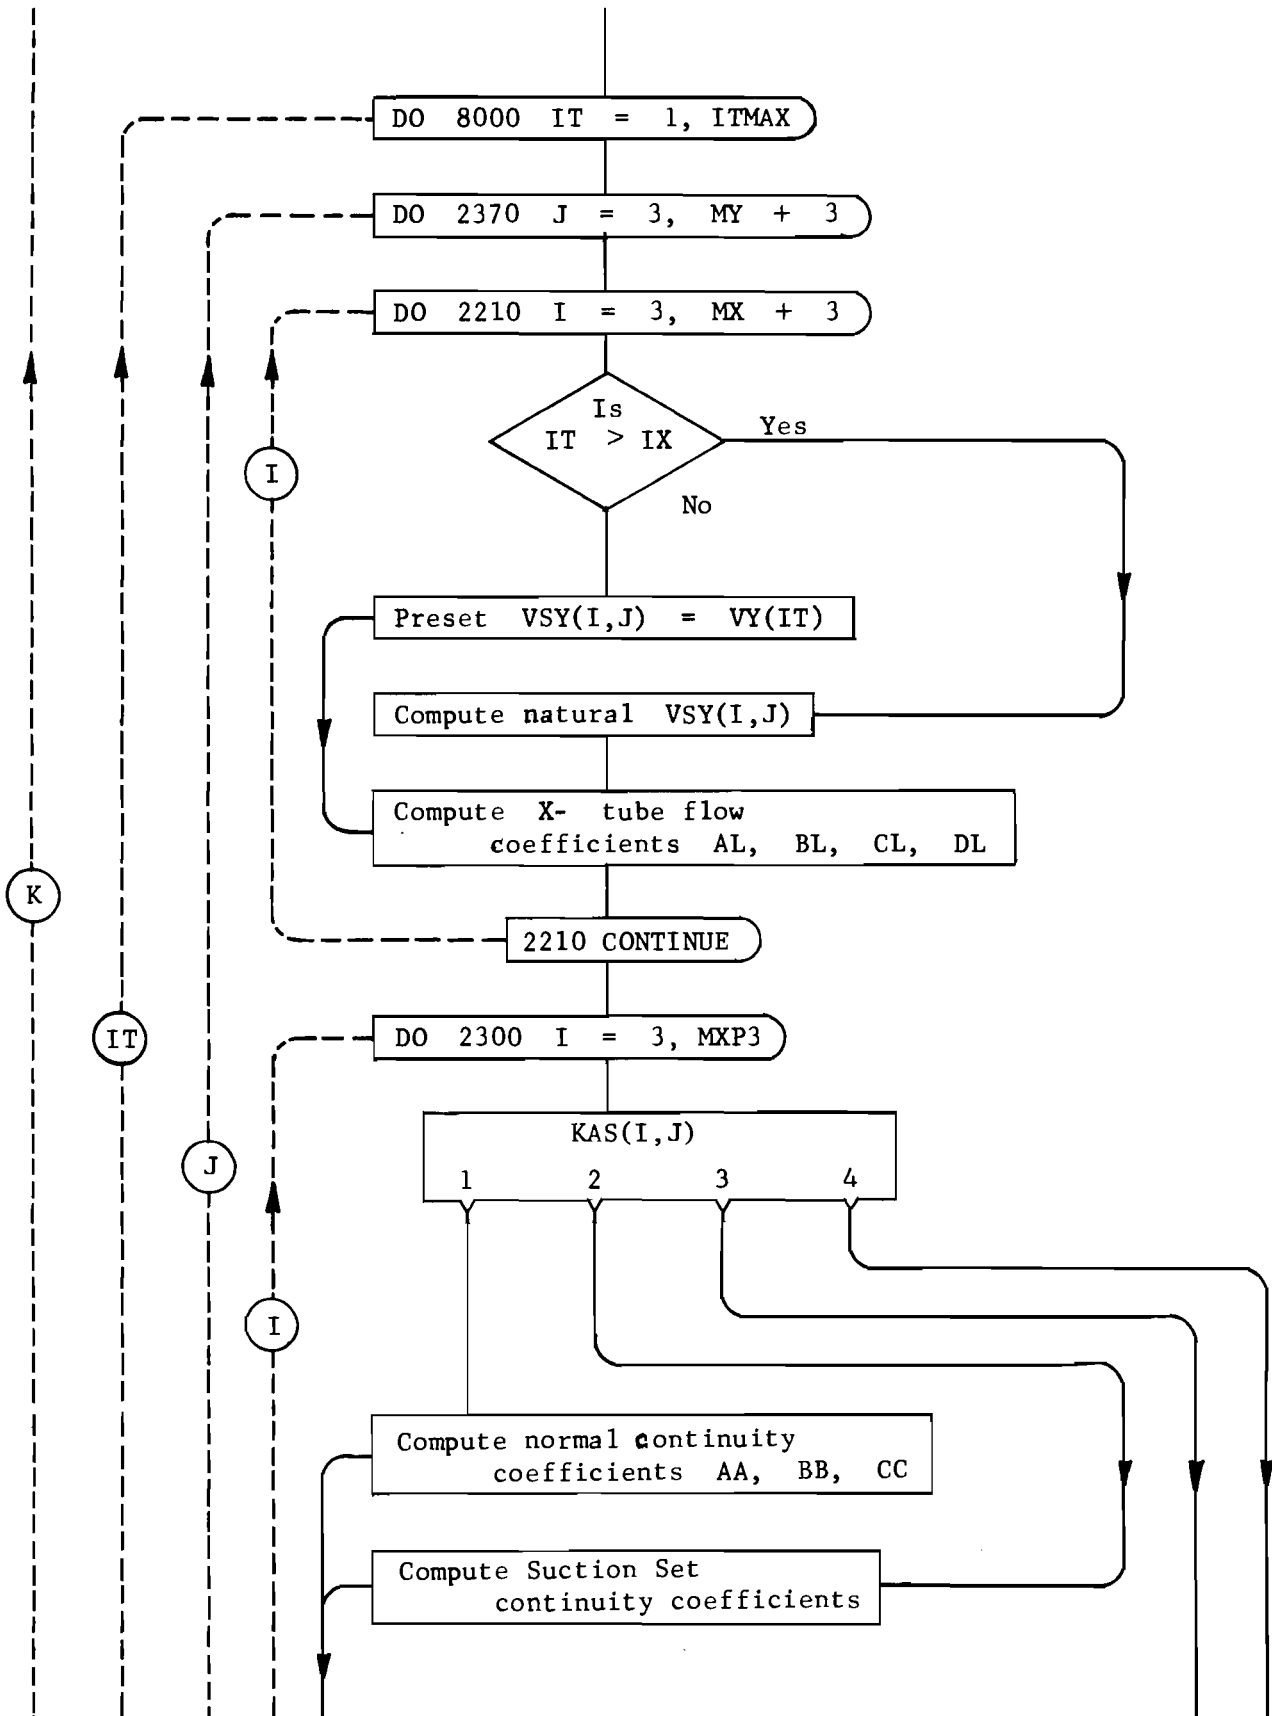 DO 8000 IT = 1, ITMAX
DO 2370 J = 3, MY + 3
DO 2210 I = 3, MX + 3
Is
IT > IX
Yes
I
No
Preset VSY(I,J) = VY(IT)
Compute natural VSY(I,J)
Compute X- tube flow
coefficients AL, BL, CL, DL
K
2210 CONTINUE
IT
DO 2300 I = 3, MXP3
KAS(I,J)
J
1 2 3 4
I
Compute normal continuity
coefficients AA, BB, CC
Compute Suction Set
continuity coefficients